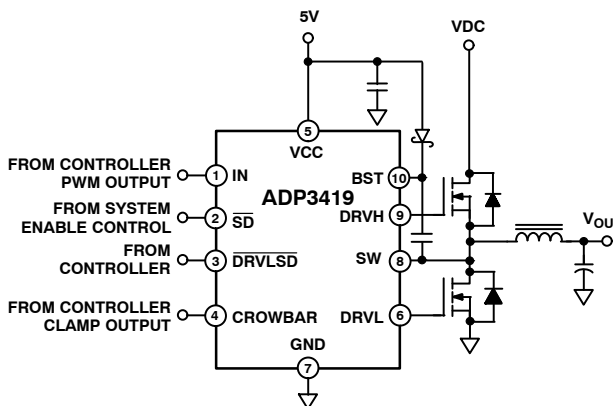 5V
VDC
5
VCC
FROM CONTROLLER
PWM OUTPUT
1
IN
BST
10
ADP3419
FROM SYSTEM
ENABLE CONTROL
2
SD
DRVH
9
FROM
CONTROLLER
3
DRVLSD
SW
8
VOU
FROM CONTROLLER
CLAMP OUTPUT
4
CROWBAR
DRVL
6
GND
7